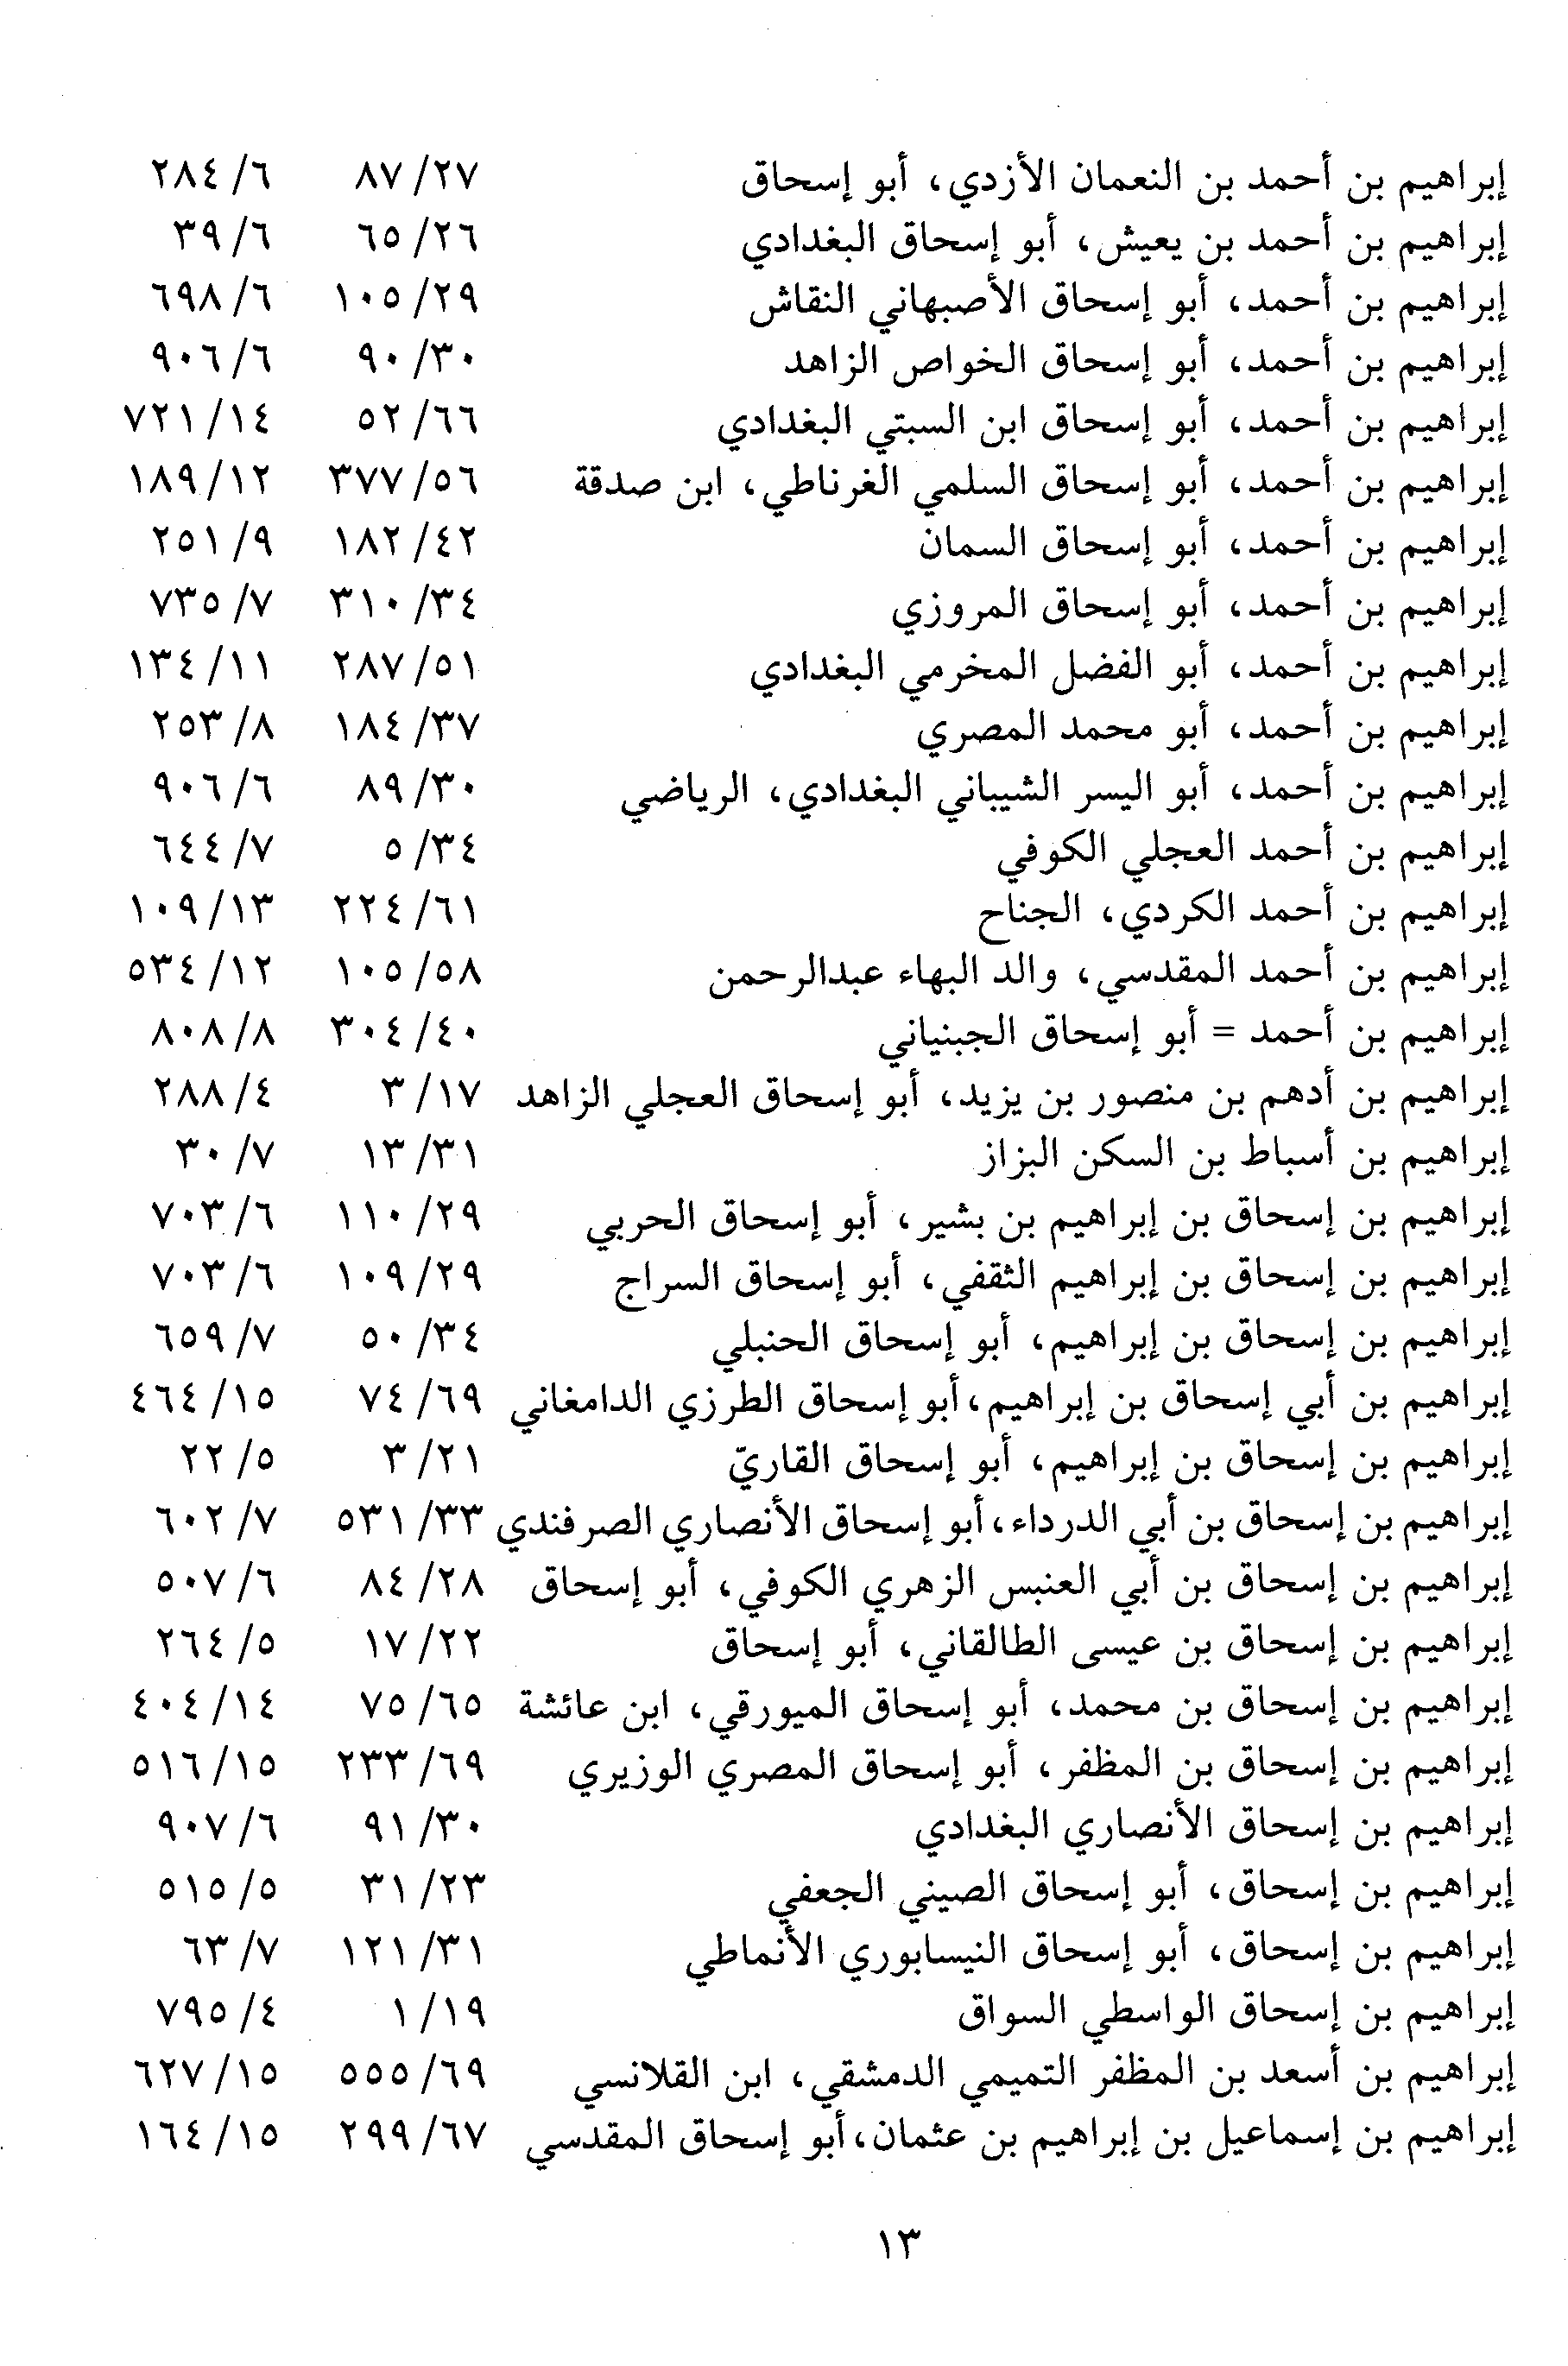 إبراهيم بن أحمد بن النعمان الأزدي، أبو إسحاق ٢٧/ ٨٧ ٦/ ٢٨٤
إبراهيم بن أحمد بن يعيش، أبو إسحاق البغدادي ٢٦/ ٦٥ ٦/ ٣٩
إبراهيم بن أحمد، أبو إسحاق الأصبهاني النقاش ٢٩/ ١٠٥ ٦/ ٦٩٨
إبراهيم بن أحمد، أبو إسحاق الخواص الزاهد ٣٠/ ٩٠ ٦/ ٩٠٦
إبراهيم بن أحمد، أبو إسحاق ابن السبتي البغدادي ٦٦/ ٥٢ ١٤/ ٧٢١
إبراهيم بن أحمد، أبو إسحاق السلمي الغرناطي، ابن صدقة ٥٦/ ٣٧٧ ١٢/ ١٨٩
إبراهيم بن أحمد، أبو إسحاق السمان ٤٢/ ١٨٢ ٩/ ٢٥١
إبراهيم بن أحمد، أبو إسحاق المروزي ٣٤/ ٣١٠ ٧/ ٧٣٥
إبراهيم بن أحمد، أبو الفضل المخرمي البغدادي ٥١/ ٢٨٧ ١١/ ١٣٤
إبراهيم بن أحمد، أبو محمد المصري ٣٧/ ١٨٤ ٨/ ٢٥٣
إبراهيم بن أحمد، أبو اليسر الشيباني البغدادي، الرياضي ٣٠/ ٨٩ ٦/ ٩٠٦
إبراهيم بن أحمد العجلي الكوفي ٣٤/ ٥ ٧/ ٦٤٤
إبراهيم بن أحمد الكردي، الجناح ٦١/ ٢٢٤ ١٣/ ١٠٩
إبراهيم بن أحمد المقدسي، والد البهاء عبدالرحمن ٥٨/ ١٠٥ ١٢/ ٥٣٤
إبراهيم بن أحمد = أبو إسحاق الجبنياني ٤٠/ ٣٠٤ ٨/ ٨٠٨
إبراهيم بن أدهم بن منصور بن يزيد، أبو إسحاق العجلي الزاهد ١٧/ ٣ ٤/ ٢٨٨
إبراهيم بن أسباط بن السكن البزاز ٣١/ ١٣ ٧/ ٣٠
إبراهيم بن إسحاق بن إبراهيم بن بشير، أبو إسحاق الحربي ٢٩/ ١١٠ ٦/ ٧٠٣
إبراهيم بن إسحاق بن إبراهيم الثقفي، أبو إسحاق السراج ٢٩/ ١٠٩ ٦/ ٧٠٣
إبراهيم بن إسحاق بن إبراهيم، أبو إسحاق الحنبلي ٣٤/ ٥٠ ٧/ ٦٥٩
إبراهيم بن أبي إسحاق بن إبراهيم، أبو إسحاق الطرزي الدامغاني ٦٩/ ٧٤ ١٥/ ٤٦٤
إبراهيم بن إسحاق بن إبراهيم، أبو إسحاق القاريّ ٢١/ ٣ ٥/ ٢٢
إبراهيم بن إسحاق بن أبي الدرداء، أبو إسحاق الأنصاري الصرفندي ٣٣/ ٥٣١ ٧/ ٦٠٢
إبراهيم بن إسحاق بن أبي العنبس الزهري الكوفي، أبو إسحاق ٢٨/ ٨٤ ٦/ ٥٠٧
إبراهيم بن إسحاق بن عيسى الطالقاني، أبو إسحاق ٢٢/ ١٧ ٥/ ٢٦٤
إبراهيم بن إسحاق بن محمد، أبو إسحاق الميورقي، ابن عائشة ٦٥/ ٧٥ ١٤/ ٤٠٤
إبراهيم بن إسحاق بن المظفر، أبو إسحاق المصري الوزيري ٦٩/ ٢٣٣ ١٥/ ٥١٦
إبراهيم بن إسحاق الأنصاري البغدادي ٣٠/ ٩١ ٦/ ٩٠٧
إبراهيم بن إسحاق، أبو إسحاق الصيني الجعفي ٢٣/ ٣١ ٥/ ٥١٥
إبراهيم بن إسحاق، أبو إسحاق النيسابوري الأنماطي ٣١/ ١٢١ ٧/ ٦٣
إبراهيم بن إسحاق الواسطي السواق ١٩/ ١ ٤/ ٧٩٥
إبراهيم بن أسعد بن المظفر التميمي الدمشقي، ابن القلانسي ٦٩/ ٥٥٥ ١٥/ ٦٢٧
إبراهيم بن إسماعيل بن إبراهيم بن عثمان، أبو إسحاق المقدسي ٦٧/ ٢٩٩ ١٥/ ١٦٤
١٣